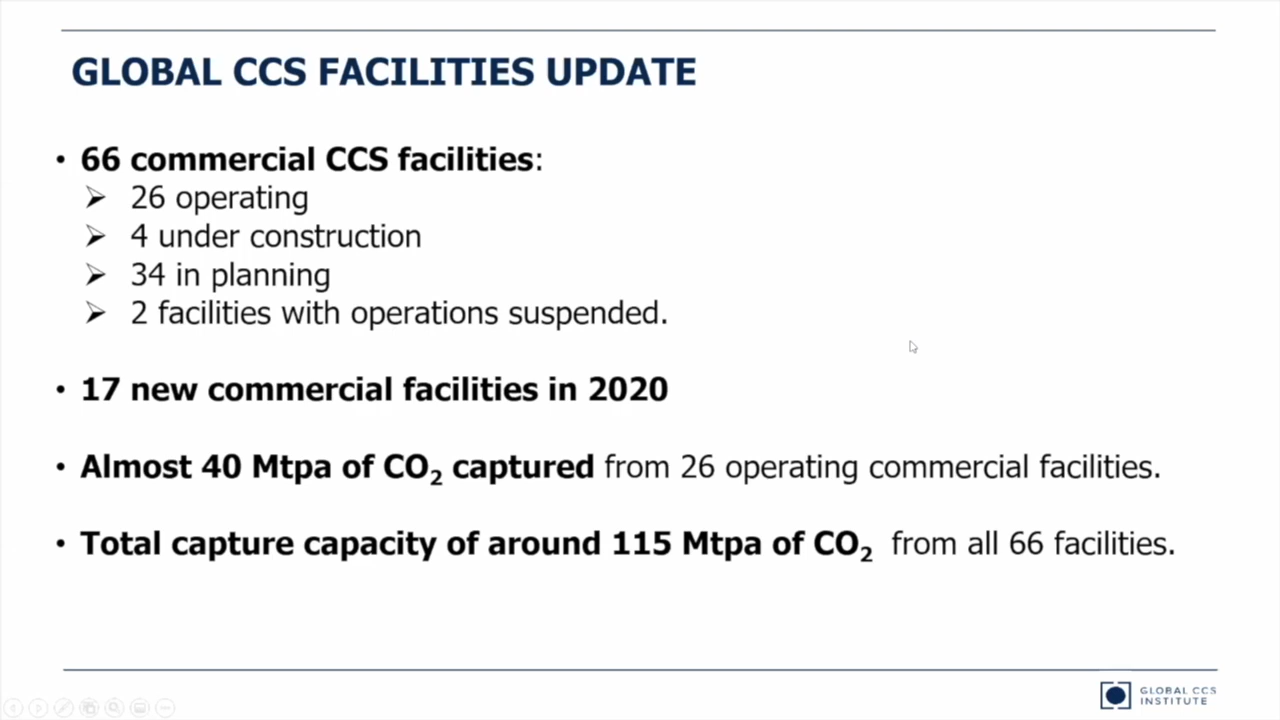 GLOBAL CCS FACILITIES UPDATE
• 66 commercial CCS facilities:
➢ 26 operating
➢ 4 under construction
➢ 34 in planning
➢ 2 facilities with operations suspended.
• 17 new commercial facilities in 2020
• Almost 40 Mtpa of CO₂ captured from 26 operating commercial facilities.
• Total capture capacity of around 115 Mtpa of CO₂ from all 66 facilities.
GLOBAL CCS
INSTITUTE